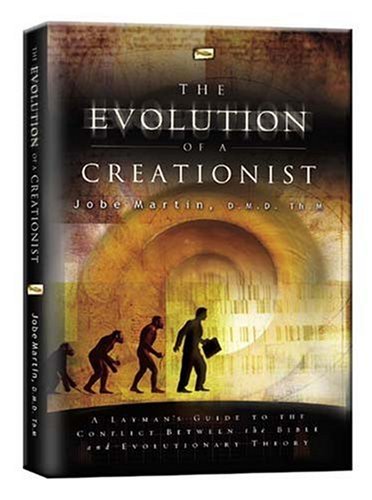 THE
EVOLUTION
OF A
CREATIONIST
Jobe Martin, D.M.D. Th.M
A LAYMAN'S GUIDE TO THE
CONFLICT BETWEEN the BIBLE
and EVOLUTIONARY THEORY
THE
EVOLUTION
OF A
CREATIONIST
Jobe Martin, D.M.D. Th.M